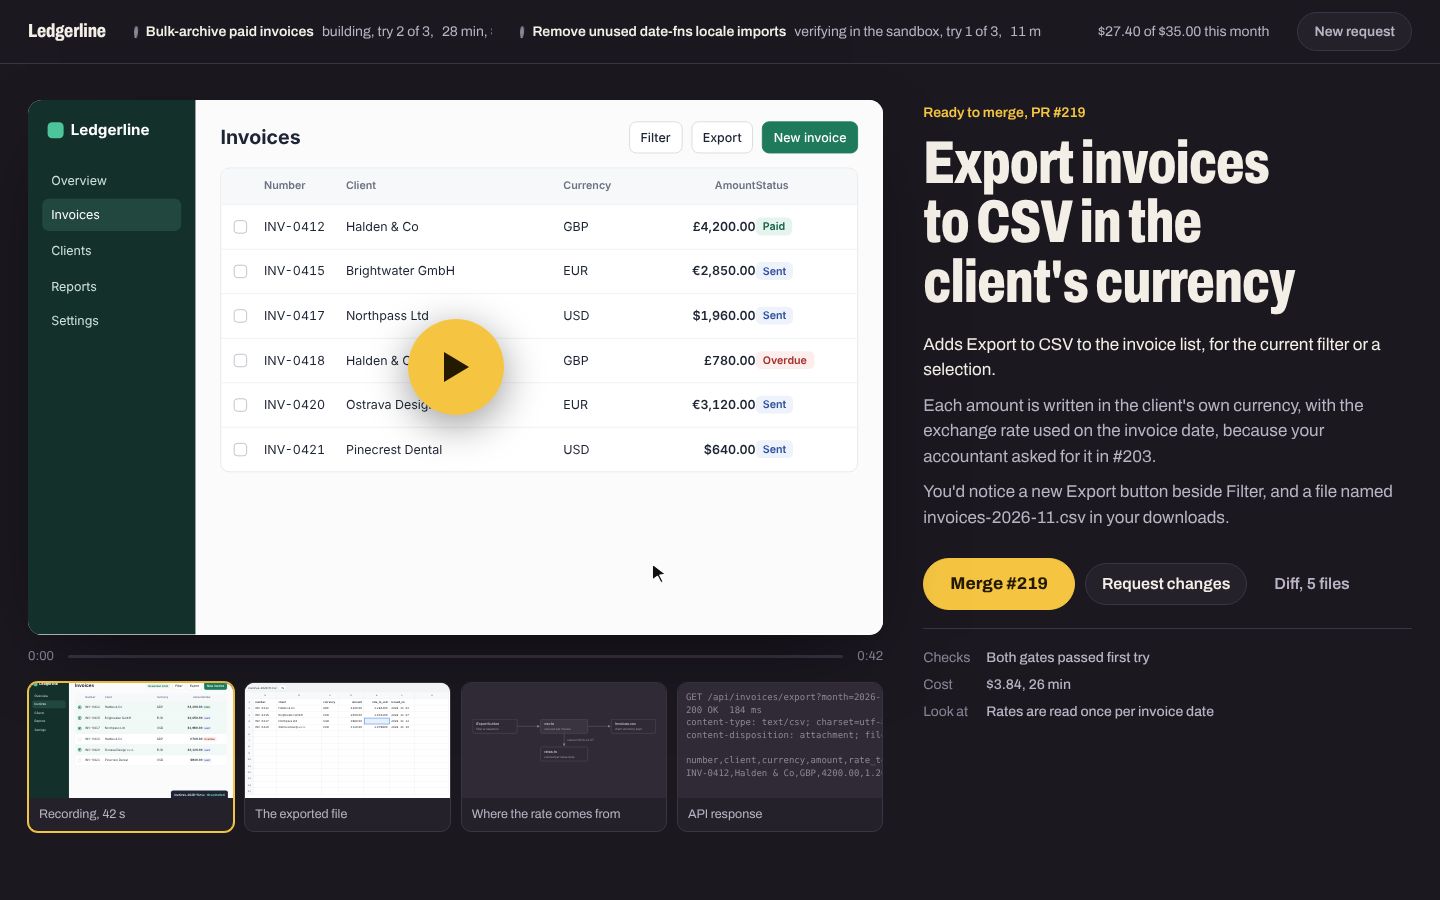 Ledgerline
Bulk-archive paid invoices building, try 2 of 3, 28 min,
Remove unused date-fns locale imports verifying in the sandbox, try 1 of 3, 11 m
$27.40 of $35.00 this month
New request
Ledgerline
Overview
Invoices
Clients
Reports
Settings
Invoices
Filter
Export
New invoice
Number Client Currency Amount Status
INV-0412 Halden & Co GBP £4,200.00 Paid
INV-0415 Brightwater GmbH EUR €2,850.00 Sent
INV-0417 Northpass Ltd USD $1,960.00 Sent
INV-0418 Halden & GBP £780.00 Overdue
INV-0420 Ostrava EUR €3,120.00 Sent
INV-0421 Pinecrest Dental USD $640.00 Sent
0:00
0:42
Recording, 42 s
The exported file
Where the rate comes from
GET /api/invoices/export?month=2026-
200 OK 184 ms
content-type: text/csv; charset=utf-
content-disposition: attachment;
number,client,currency,amount,
INV-0412,Halden & Co,GBP,4200.00,
API response
Ready to merge, PR #219
Export invoices
to CSV in the
client's currency
Adds Export to CSV to the invoice list, for the current filter or a
selection.
Each amount is written in the client's own currency, with the
exchange rate used on the invoice date, because your
accountant asked for it in #203.
You'd notice a new Export button beside Filter, and a file named
invoices-2026-11.csv in your downloads.
Merge #219
Request changes
Diff, 5 files
Checks Both gates passed first try
Cost $3.84, 26 min
Look at Rates are read once per invoice date